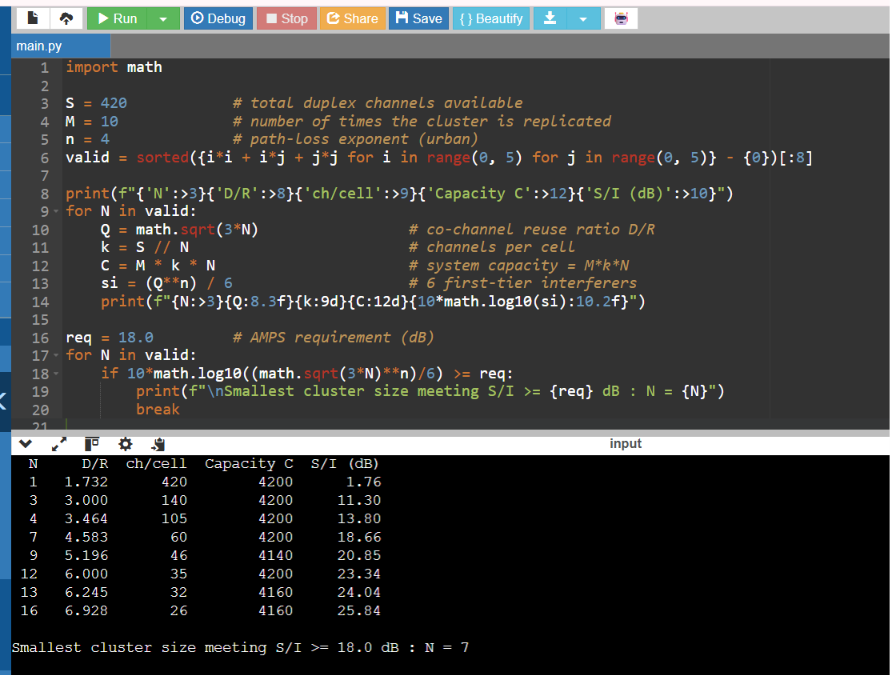 Run Debug Stop Share Save { } Beautify
main.py
1 import math
2
3 S = 420 # total duplex channels available
4 M = 10 # number of times the cluster is replicated
5 n = 4 # path-loss exponent (urban)
6 valid = sorted({i*i + i*j + j*j for i in range(0, 5) for j in range(0, 5)} - {0})[:8]
7
8 print(f"{'N':>3}{'D/R':>8}{'ch/cell':>9}{'Capacity C':>12}{'S/I (dB)':>10}")
9 for N in valid:
10 Q = math.sqrt(3*N) # co-channel reuse ratio D/R
11 k = S // N # channels per cell
12 C = M * k * N # system capacity = M*k*N
13 si = (Q**n) / 6 # 6 first-tier interferers
14 print(f"{N:>3}{Q:8.3f}{k:9d}{C:12d}{10*math.log10(si):10.2f}")
15
16 req = 18.0 # AMPS requirement (dB)
17 for N in valid:
18 if 10*math.log10((math.sqrt(3*N)**n)/6) >= req:
19 print(f"\nSmallest cluster size meeting S/I >= {req} dB : N = {N}")
20 break
21
input
N D/R ch/cell Capacity C S/I (dB)
1 1.732 420 4200 1.76
3 3.000 140 4200 11.30
4 3.464 105 4200 13.80
7 4.583 60 4200 18.66
9 5.196 46 4140 20.85
12 6.000 35 4200 23.34
13 6.245 32 4160 24.04
16 6.928 26 4160 25.84
Smallest cluster size meeting S/I >= 18.0 dB : N = 7